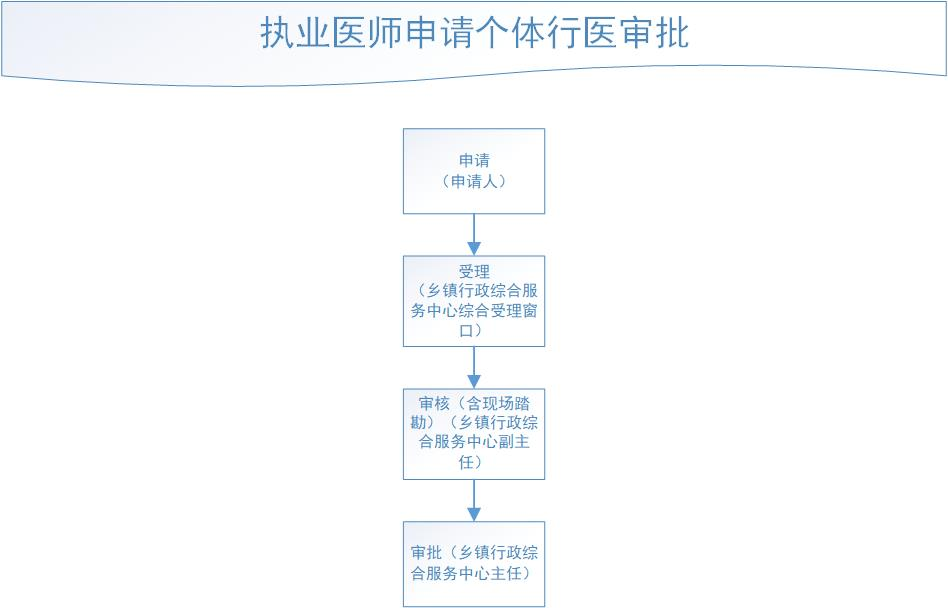 执业医师申请个体行医审批
申请
（申请人）
受理
（乡镇行政综合服
务中心综合受理窗
口）
审核（含现场踏
勘）（乡镇行政综
合服务中心副主
任）
审批（乡镇行政综
合服务中心主任）